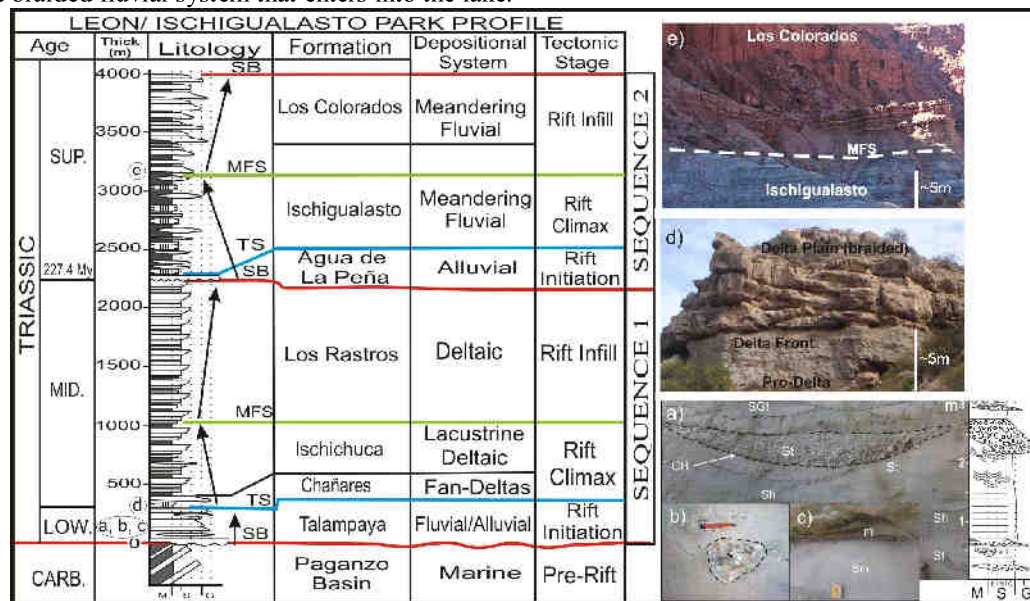 braided fluvial system that enters into the lake.
LEON/ ISCHIGUALASTO PARK PROFILE
Age
Thick (m)
Litology
Formation
Depositional System
Tectonic Stage
TRIASSIC
SUP.
227.4 My
MID.
LOW.
CARB.
4000
3500
3000
2500
2000
1500
1000
500
0
SB
MFS
TS
SB
MFS
TS
SB
d
a, b, c
M S G
Los Colorados
Meandering Fluvial
Rift Infill
Ischigualasto
Meandering Fluvial
Rift Climax
Agua de La Peña
Alluvial
Rift Initiation
Los Rastros
Deltaic
Rift Infill
Ischichuca
Lacustrine Deltaic
Rift Climax
Chañares
Fan-Deltas
Talampaya
Fluvial/Alluvial
Rift Initiation
Paganzo Basin
Marine
Pre-Rift
SEQUENCE 2
SEQUENCE 1
e)
Los Colorados
MFS
Ischigualasto
~5m
d)
Delta Plain (braided)
Delta Front
Pro-Delta
~5m
a)
St
CH
Sh
b)
c)
Sm
m
2
1
Sh
St
M S G